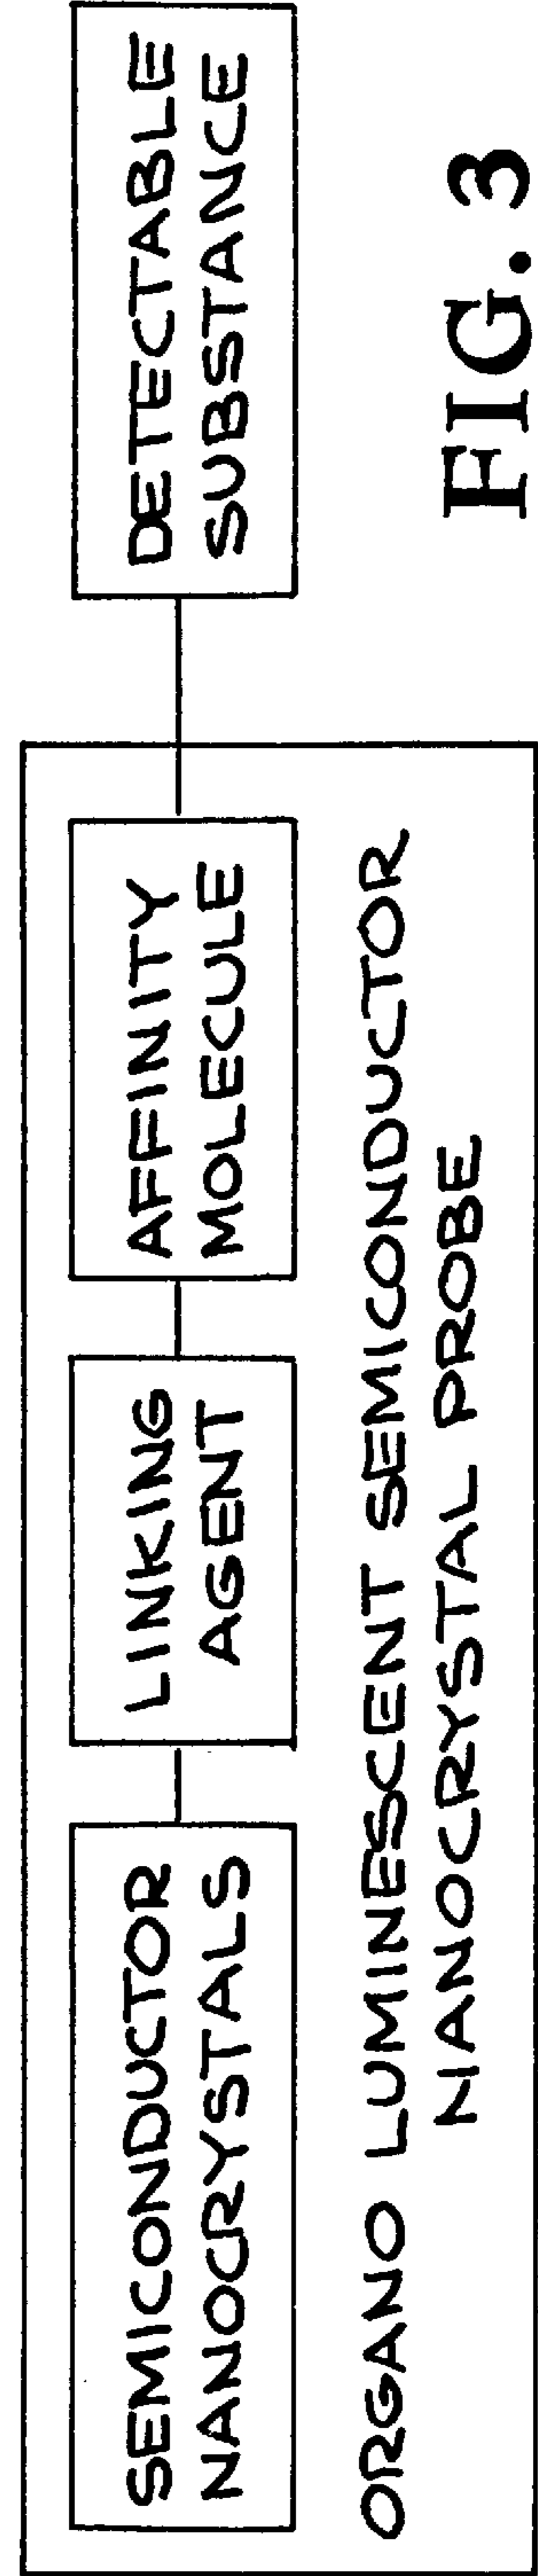 SEMICONDUCTOR
NANOCRYSTALS
LINKING
AGENT
AFFINITY
MOLECULE
ORGANO LUMINESCENT SEMICONDUCTOR
NANOCRYSTAL PROBE
DETECTABLE
SUBSTANCE
FIG. 3